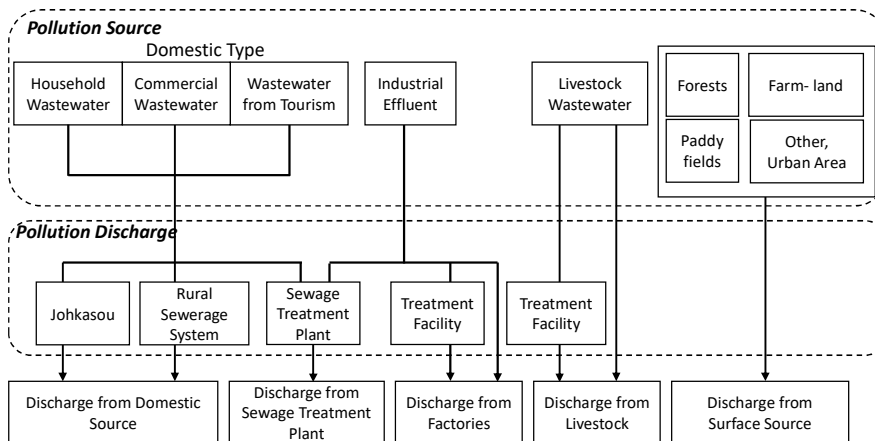 Pollution Source
Domestic Type
Household
Wastewater
Commercial
Wastewater
Wastewater
from Tourism
Industrial
Effluent
Livestock
Wastewater
Forests
Farm- land
Paddy
fields
Other,
Urban Area
Pollution Discharge
Johkasou
Rural
Sewerage
System
Sewage
Treatment
Plant
Treatment
Facility
Treatment
Facility
Discharge from Domestic
Source
Discharge from
Sewage Treatment
Plant
Discharge from
Factories
Discharge from
Livestock
Discharge from
Surface Source